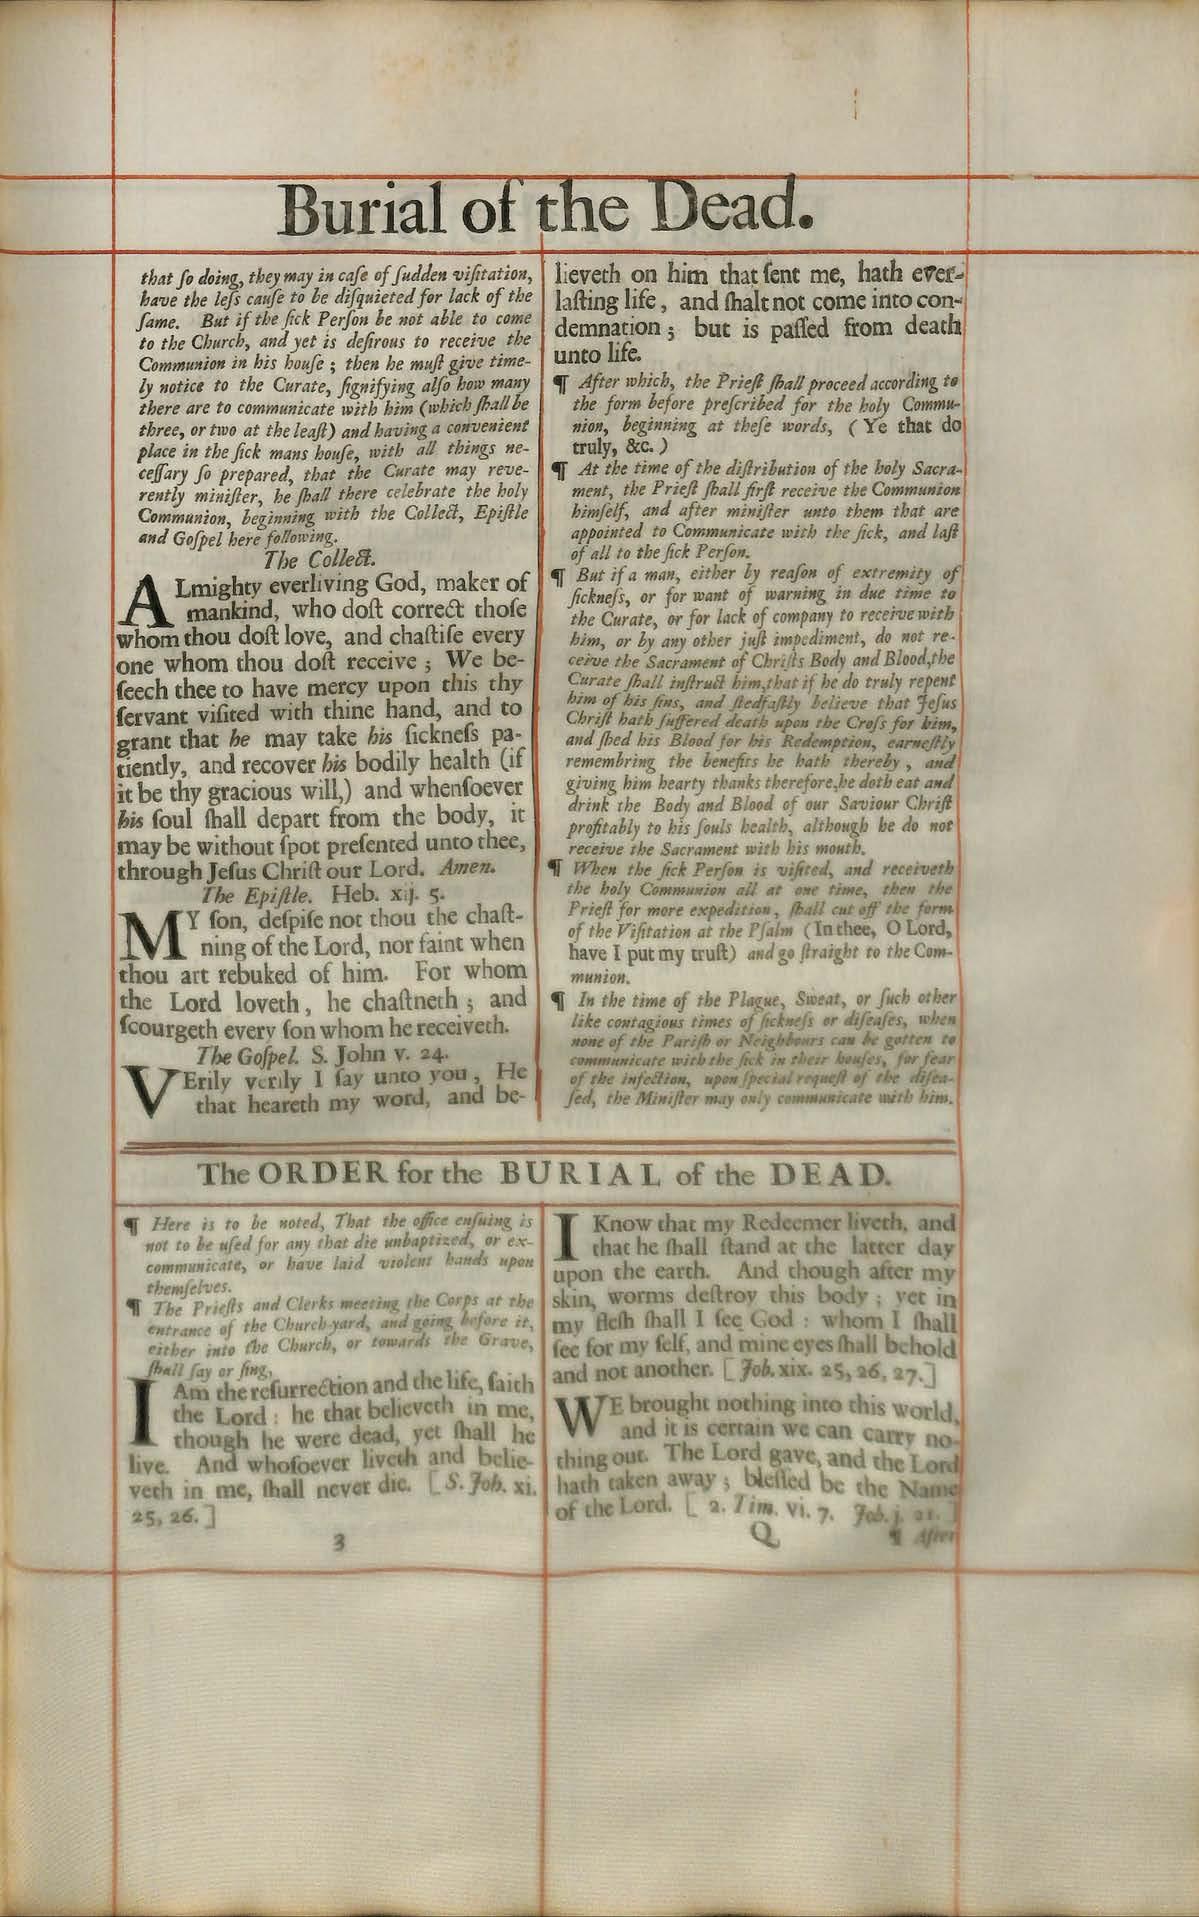 Burial of the Dead.
that ſo doing, they may in caſe of ſudden viſitation,
have the leſs cauſe to be diſquieted for lack of the
ſame. But if the ſick Perſon be not able to come
to the Church, and yet is deſirous to receive the
Communion in his houſe ; then he muſt give time-
ly notice to the Curate, ſignifying alſo how many
there are to communicate with him (which ſhall be
three, or two at the leaſt) and having a convenient
place in the ſick mans houſe, with all things ne-
ceſſary ſo prepared, that the Curate may reve-
rently miniſter, he ſhall there celebrate the holy
Communion, beginning with the Collect, Epiſtle
and Goſpel here following.
The Collect.
ALmighty everliving God, maker of
mankind, who doſt correct thoſe
whom thou doſt love, and chaſtiſe every
one whom thou doſt receive ; We be-
ſeech thee to have mercy upon this thy
ſervant viſited with thine hand, and to
grant that he may take his ſickneſs pa-
tiently, and recover his bodily health (if
it be thy gracious will,) and whenſoever
his ſoul ſhall depart from the body, it
may be without ſpot preſented unto thee,
through Jeſus Chriſt our Lord. Amen.
The Epiſtle. Heb. xij. 5.
MY ſon, deſpiſe not thou the chaſt-
ning of the Lord, nor faint when
thou art rebuked of him. For whom
the Lord loveth, he chaſtneth ; and
ſcourgeth every ſon whom he receiveth.
The Goſpel. S. John v. 24.
VErily verily I ſay unto you, He
that heareth my word, and be-
lieveth on him that ſent me, hath ever-
laſting life, and ſhalt not come into con-
demnation ; but is paſſed from death
unto life.
¶ After which, the Prieſt ſhall proceed according to
the form before preſcribed for the holy Commu-
nion, beginning at theſe words, ( Ye that do
truly, &c. )
¶ At the time of the diſtribution of the holy Sacra-
ment, the Prieſt ſhall firſt receive the Communion
himſelf, and after miniſter unto them that are
appointed to Communicate with the ſick, and laſt
of all to the ſick Perſon.
¶ But if a man, either by reaſon of extremity of
ſickneſs, or for want of warning in due time to
the Curate, or for lack of company to receive with
him, or by any other juſt impediment, do not re-
ceive the Sacrament of Chriſts Body and Blood,the
Curate ſhall inſtruct him,that if he do truly repent
him of his ſins, and ſtedfaſtly believe that Jeſus
Chriſt hath ſuffered death upon the Croſs for him,
and ſhed his Blood for his Redemption, earneſtly
remembring the benefits he hath thereby, and
giving him hearty thanks therefore,he doth eat and
drink the Body and Blood of our Saviour Chriſt
profitably to his ſouls health, although he do not
receive the Sacrament with his mouth.
¶ When the ſick Perſon is viſited, and receiveth
the holy Communion all at one time, then the
Prieſt for more expedition, ſhall cut off the form
of the Viſitation at the Pſalm (In thee, O Lord,
have I put my truſt) and go ſtraight to the Com-
munion.
¶ In the time of the Plague, Sweat, or ſuch other
like contagious times of ſickneſs or diſeaſes, when
none of the Pariſh or Neighbours can be gotten to
communicate with the ſick in their houſes, for fear
of the infection, upon ſpecial requeſt of the diſea-
ſed, the Miniſter may only communicate with him.
The ORDER for the BURIAL of the DEAD.
¶ Here is to be noted, That the office enſuing is
not to be uſed for any that die unbaptized, or ex-
communicate, or have laid violent hands upon
themſelves.
¶ The Prieſts and Clerks meeting the Corps at the
entrance of the Church-yard, and going before it,
either into the Church, or towards the Grave,
ſhall ſay or ſing,
I Am the reſurrection and the life, ſaith
the Lord : he that believeth in me,
though he were dead, yet ſhall he
live. And whoſoever liveth and belie-
veth in me, ſhall never die. [ S. Joh. xi.
25, 26. ]
I Know that my Redeemer liveth, and
that he ſhall ſtand at the latter day
upon the earth. And though after my
skin, worms deſtroy this body ; yet in
my fleſh ſhall I ſee God : whom I ſhall
ſee for my ſelf, and mine eyes ſhall behold
and not another. [ Job. xix. 25, 26, 27. ]
WE brought nothing into this world,
and it is certain we can carry no-
thing out. The Lord gave, and the Lord
hath taken away ; bleſſed be the Name
of the Lord. [ 2. Tim. vi. 7. Job. j. 21. ]
3
Q
¶ After